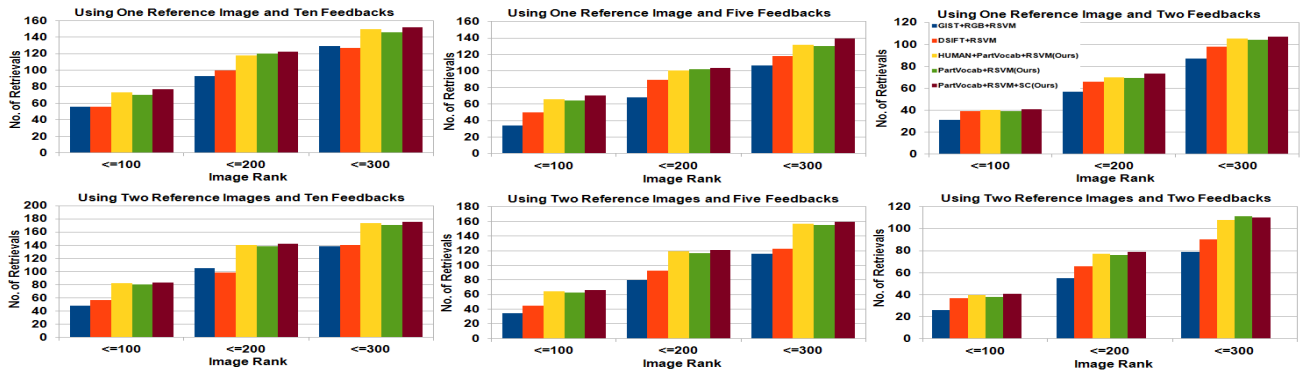 Using One Reference Image and Ten Feedbacks
No. of Retrievals
160
140
120
100
80
60
40
20
0
<=100 <=200 <=300
Image Rank
Using One Reference Image and Five Feedbacks
No. of Retrievals
160
140
120
100
80
60
40
20
0
<=100 <=200 <=300
Image Rank
Using One Reference Image and Two Feedbacks
No. of Retrievals
120
100
80
60
40
20
0
GIST+RGB+RSVM
DSIFT+RSVM
HUMAN+PartVocab+RSVM(Ours)
PartVocab+RSVM(Ours)
PartVocab+RSVM+SC(Ours)
<=100 <=200 <=300
Image Rank
Using Two Reference Images and Ten Feedbacks
No. of Retrievals
200
180
160
140
120
100
80
60
40
20
0
<=100 <=200 <=300
Image Rank
Using Two Reference Images and Five Feedbacks
No. of Retrievals
180
160
140
120
100
80
60
40
20
0
<=100 <=200 <=300
Image Rank
Using Two Reference Images and Two Feedbacks
No. of Retrievals
120
100
80
60
40
20
0
<=100 <=200 <=300
Image Rank